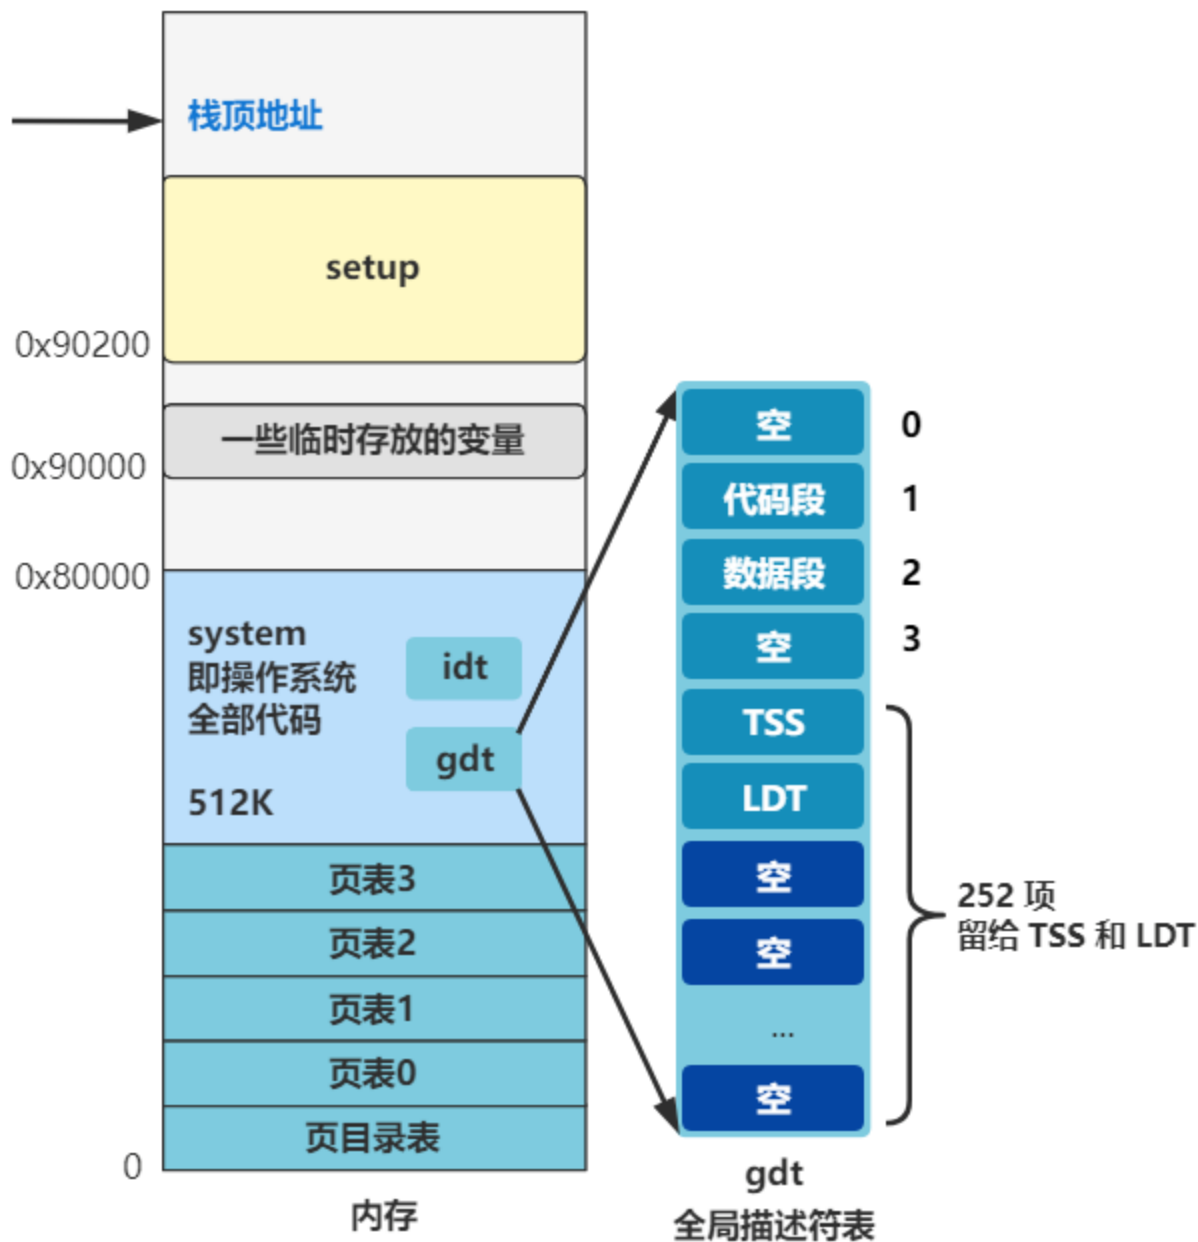 栈顶地址
setup
0x90200
一些临时存放的变量
0x90000
0x80000
system
即操作系统
全部代码
512K
idt
gdt
页表3
页表2
页表1
页表0
页目录表
0
内存
空
0
代码段
1
数据段
2
空
3
TSS
LDT
空
空
...
空
252 项
留给 TSS 和 LDT
gdt
全局描述符表